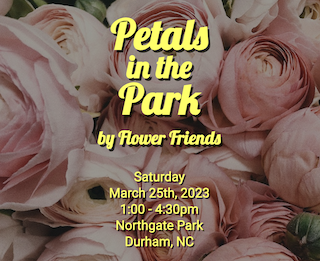 Petals
in the
Park
by Flower Friends
Saturday
March 25th, 2023
1:00 - 4:30pm
Northgate Park
Durham, NC